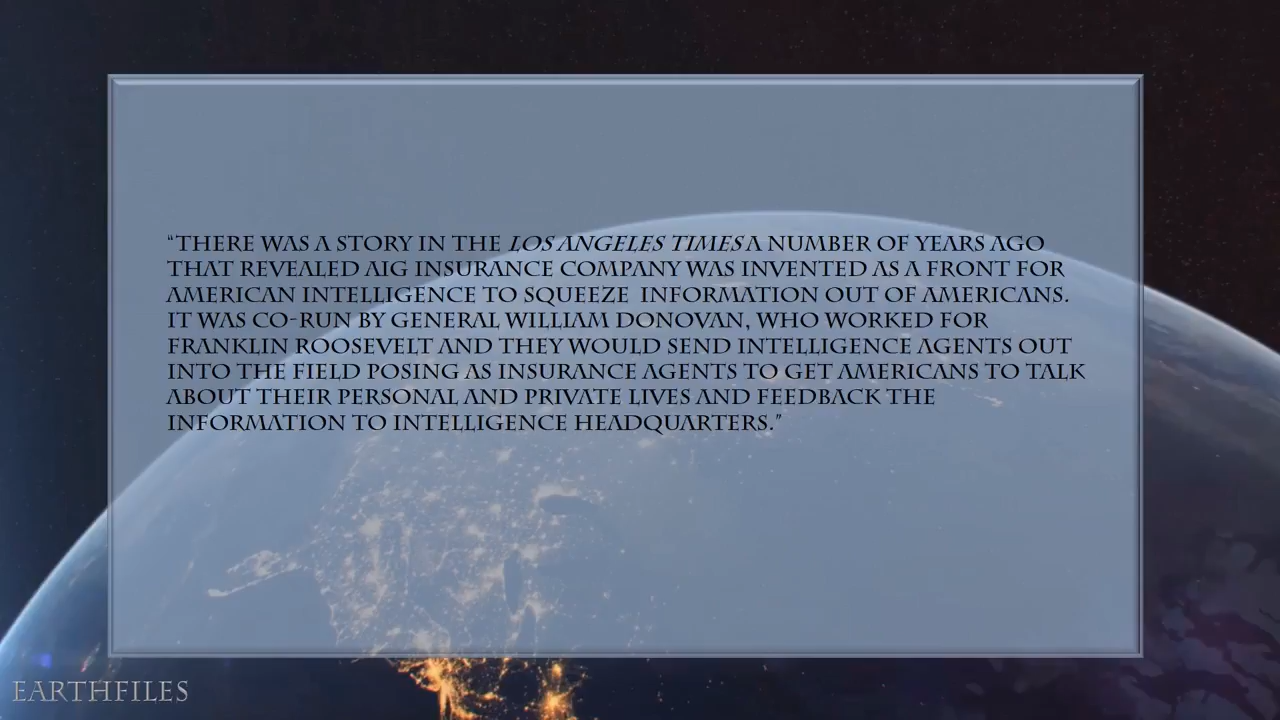 “THERE WAS A STORY IN THE LOS ANGELES TIMES A NUMBER OF YEARS AGO
THAT REVEALED AIG INSURANCE COMPANY WAS INVENTED AS A FRONT FOR
AMERICAN INTELLIGENCE TO SQUEEZE INFORMATION OUT OF AMERICANS.
IT WAS CO-RUN BY GENERAL WILLIAM DONOVAN, WHO WORKED FOR
FRANKLIN ROOSEVELT AND THEY WOULD SEND INTELLIGENCE AGENTS OUT
INTO THE FIELD POSING AS INSURANCE AGENTS TO GET AMERICANS TO TALK
ABOUT THEIR PERSONAL AND PRIVATE LIVES AND FEEDBACK THE
INFORMATION TO INTELLIGENCE HEADQUARTERS.”
EARTHFILES